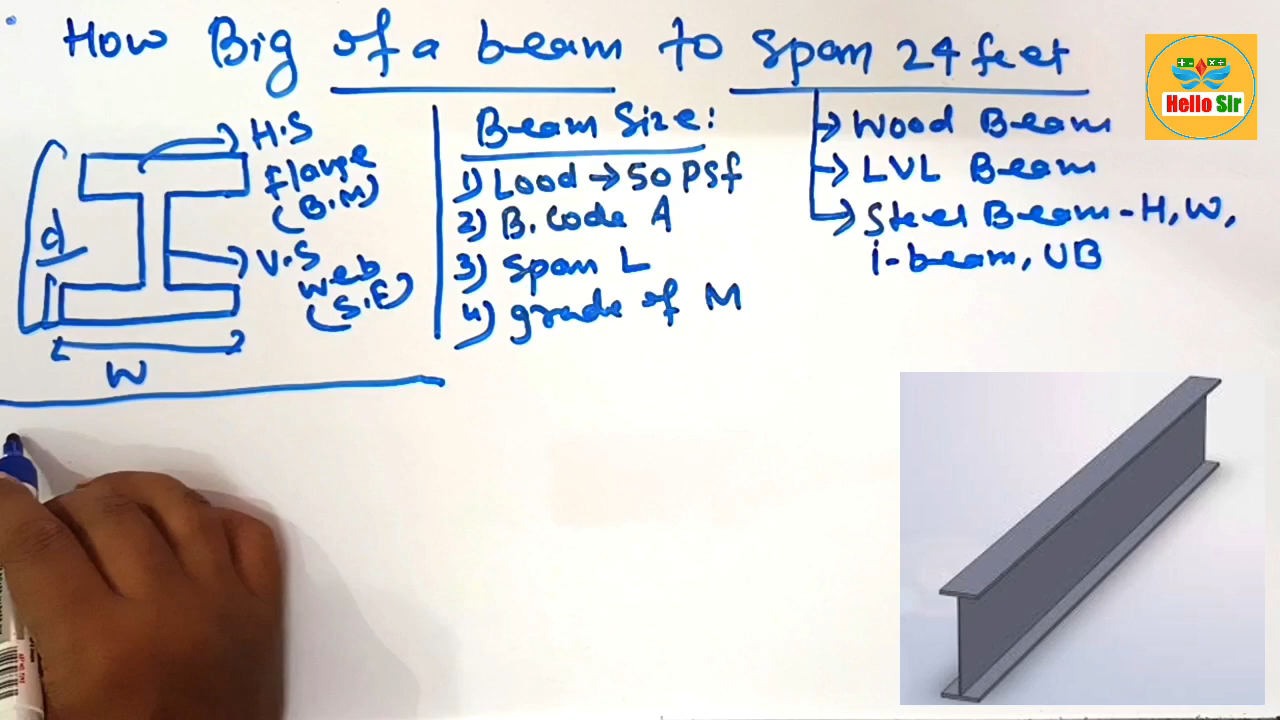 How Big of a beam to Span 24 feet
H.S
flange
(B.M)
V.S
web
(S.F)
d
W
Beam Size:
1) Load → 50 psf
2) B. Code A
3) Span L
4) grade of M
→ Wood Beam
→ LVL Beam
→ Steel Beam - H, W,
i-beam, UB
Hello Sir